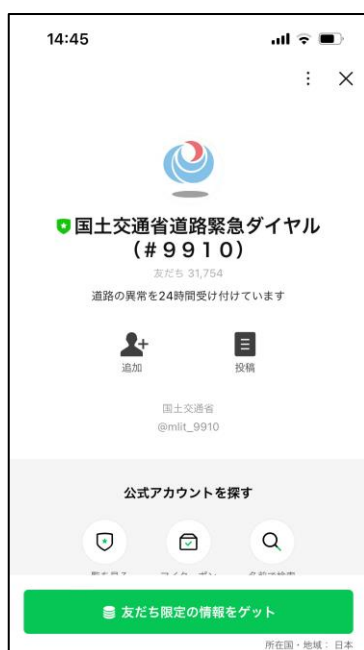 14:45
国土交通省道路緊急ダイヤル
(#9910)
友だち 31,754
道路の異常を24時間受け付けています
追加
投稿
国土交通省
@mlit_9910
公式アカウントを探す
友だち限定の情報をゲット
所在国・地域： 日本